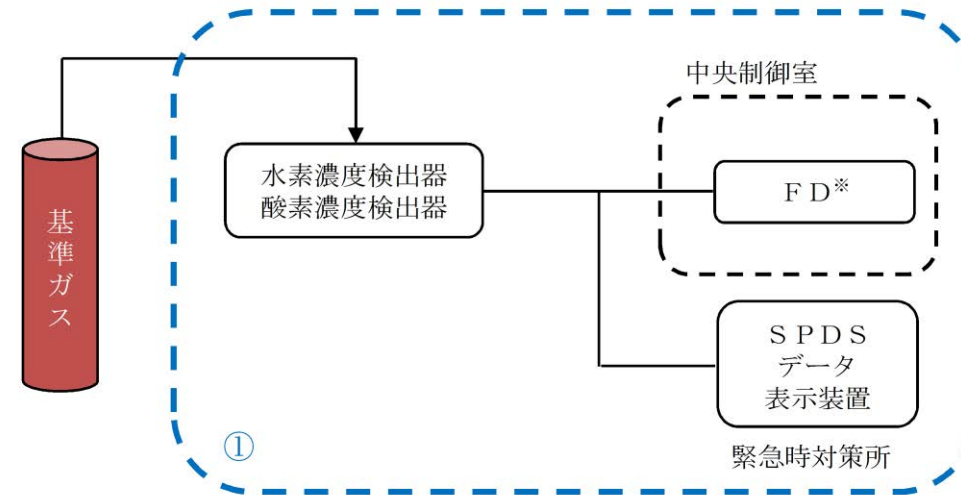 中央制御室
基準ガス
水素濃度検出器
酸素濃度検出器
ＦＤ※
ＳＰＤＳ
データ
表示装置
緊急時対策所
①